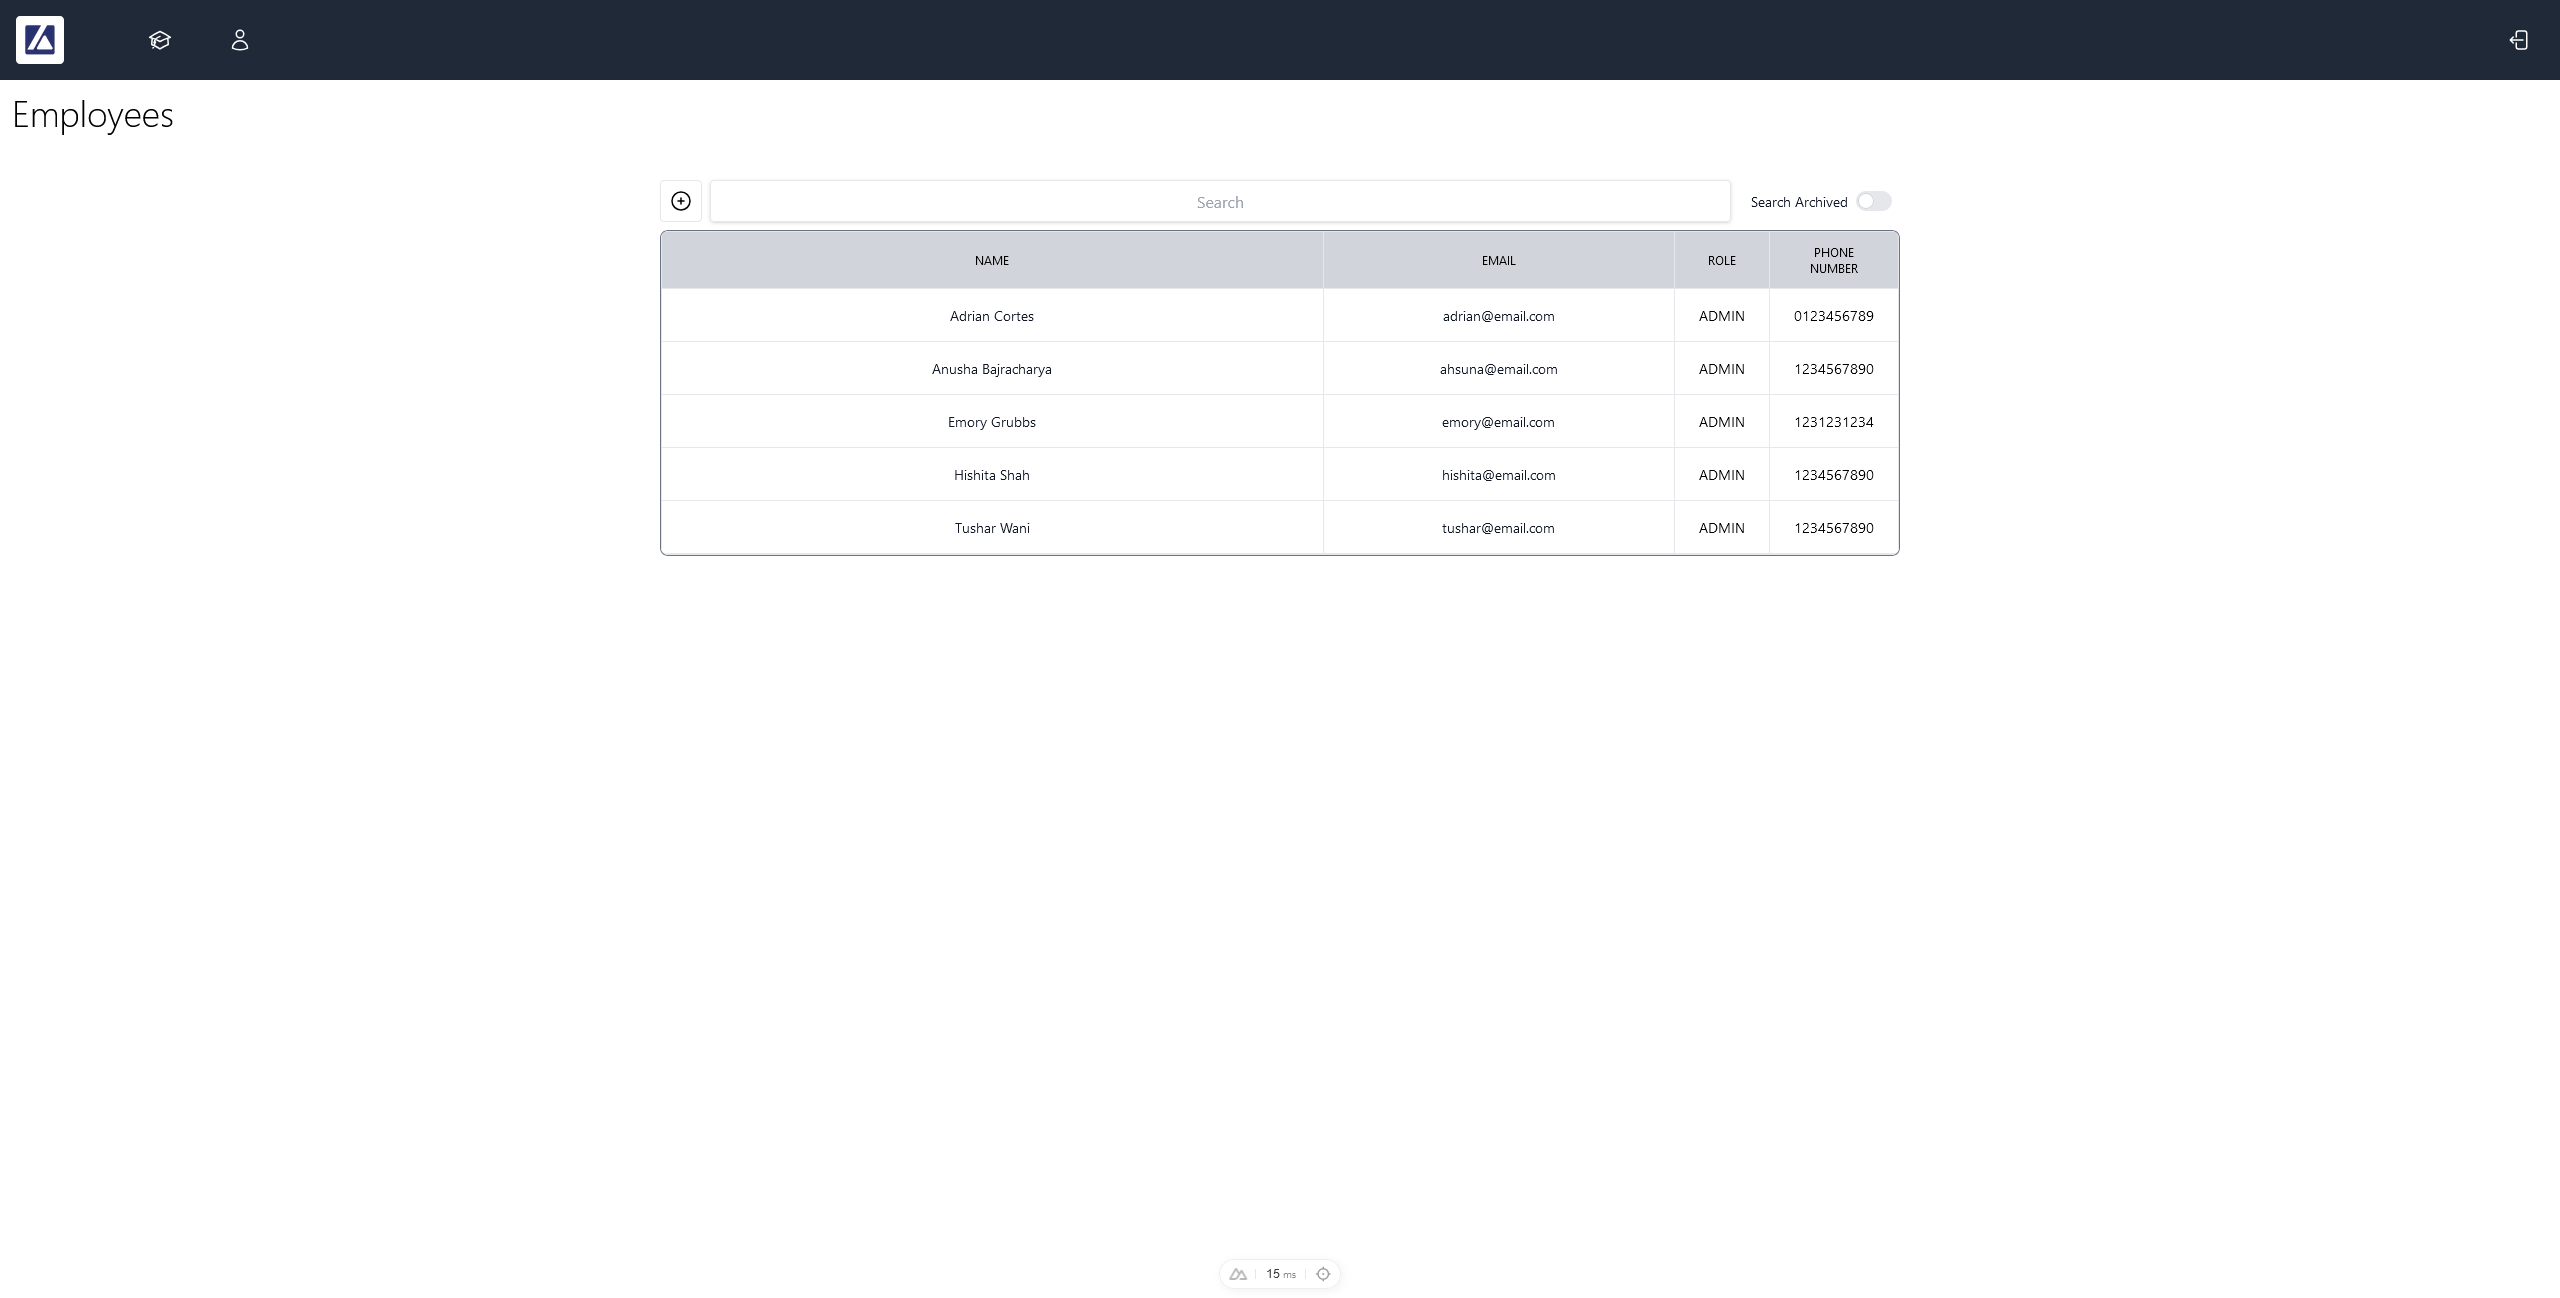 Employees
Search
Search Archived
NAME EMAIL ROLE PHONE NUMBER
Adrian Cortes adrian@email.com ADMIN 0123456789
Anusha Bajracharya ahsuna@email.com ADMIN 1234567890
Emory Grubbs emory@email.com ADMIN 1231231234
Hishita Shah hishita@email.com ADMIN 1234567890
Tushar Wani tushar@email.com ADMIN 1234567890
15 ms